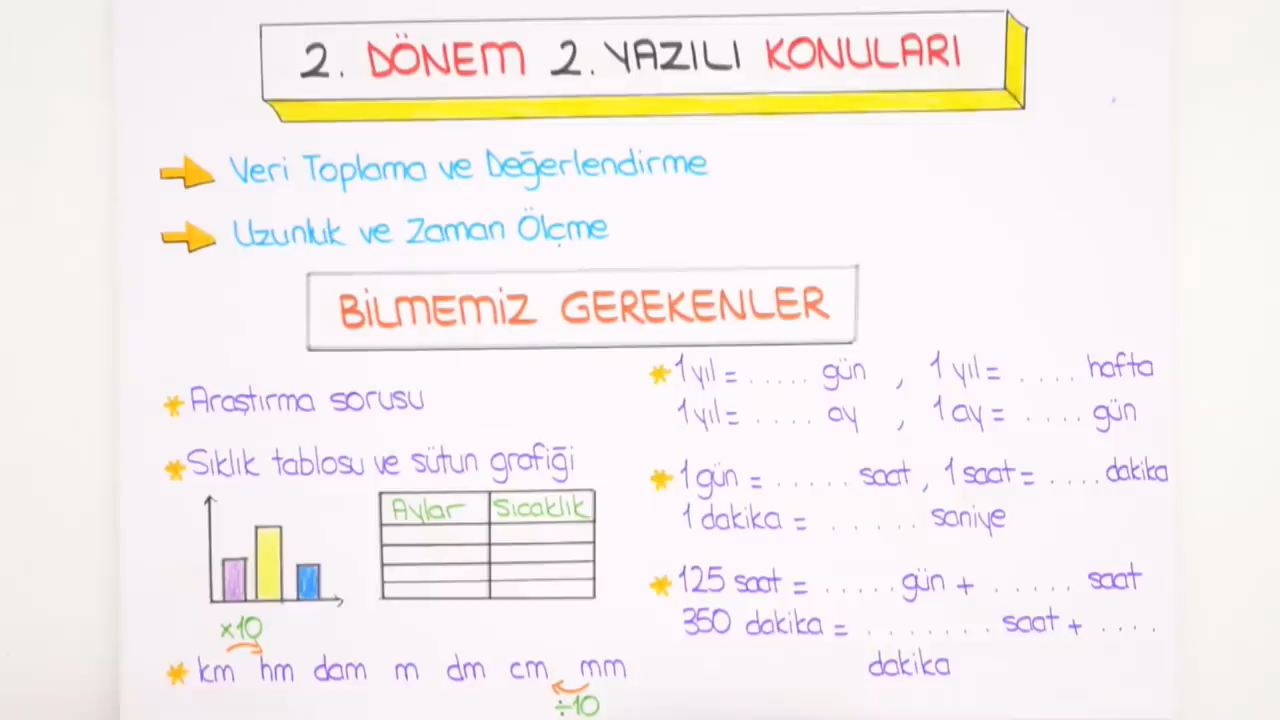 2. DÖNEM 2. YAZILI KONULARI
Veri Toplama ve Değerlendirme
Uzunluk ve Zaman Ölçme
BİLMEMİZ GEREKENLER
* Araştırma sorusu
* Sıklık tablosu ve sütun grafiği
Aylar Sıcaklık
x10
* km hm dam m dm cm mm
÷10
* 1 yıl = ..... gün , 1 yıl = .... hafta
1 yıl = .... ay , 1 ay = .... gün
* 1 gün = ..... saat , 1 saat = .... dakika
1 dakika = ...... saniye
* 125 saat = ..... gün + ..... saat
350 dakika = ....... saat + ....
dakika